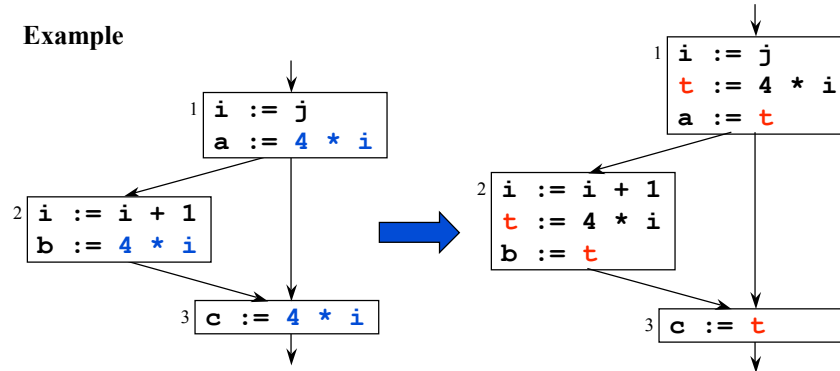 Example
1
i := j
a := 4 * i
2
i := i + 1
b := 4 * i
3
c := 4 * i
1
i := j
t := 4 * i
a := t
2
i := i + 1
t := 4 * i
b := t
3
c := t